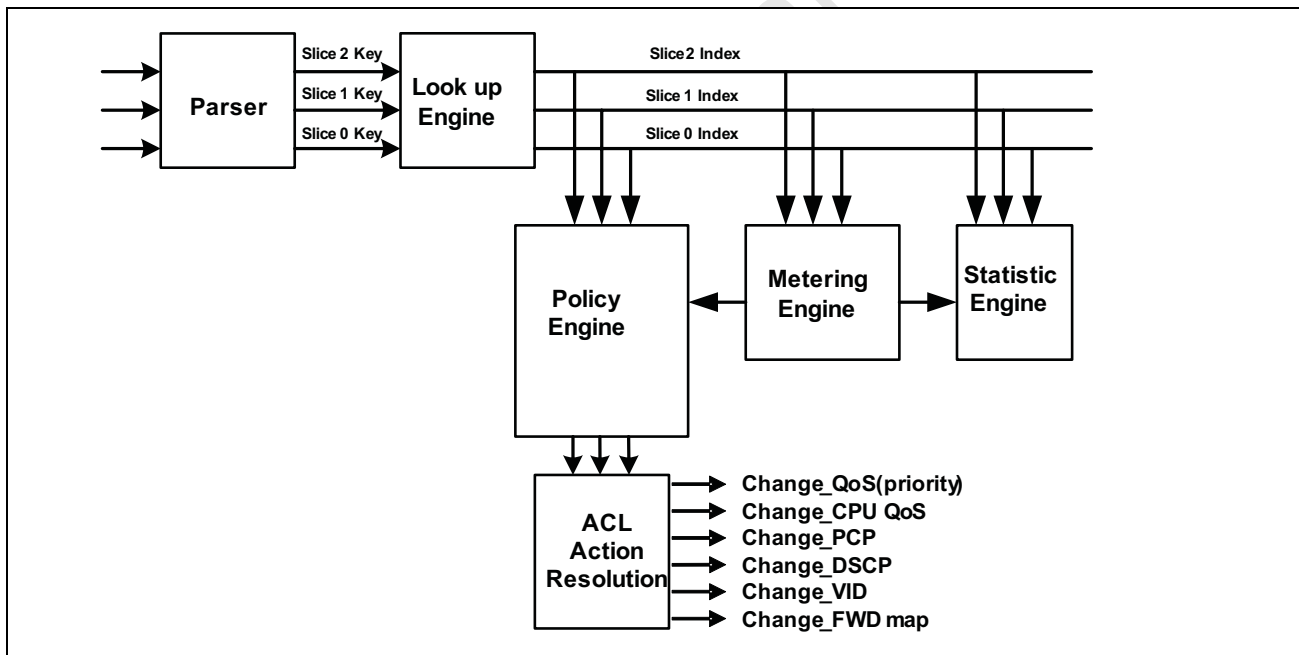 Slice 2 Key
Slice2 Index
Parser
Look up
Engine
Slice 1 Key
Slice 1 Index
Slice 0 Key
Slice 0 Index
Policy
Engine
Metering
Engine
Statistic
Engine
ACL
Action
Resolution
Change_QoS(priority)
Change_CPU QoS
Change_PCP
Change_DSCP
Change_VID
Change_FWD map